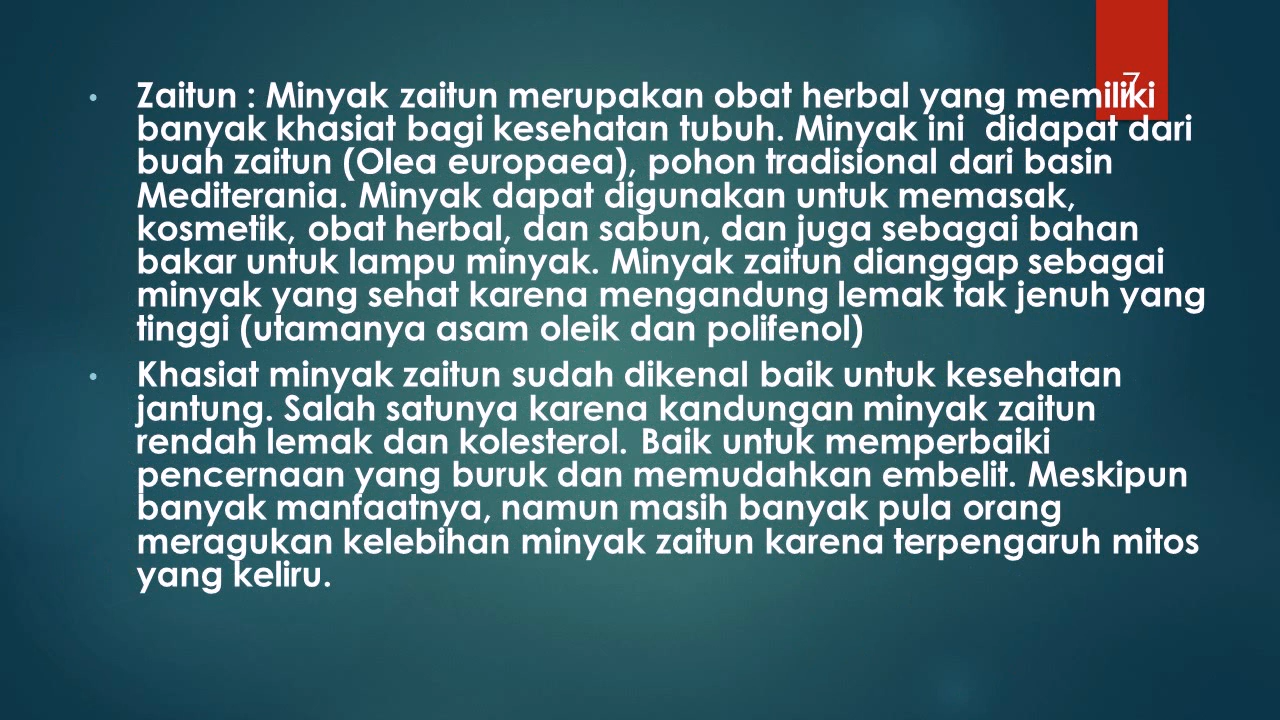 7
• Zaitun : Minyak zaitun merupakan obat herbal yang memiliki
banyak khasiat bagi kesehatan tubuh. Minyak ini  didapat dari
buah zaitun (Olea europaea), pohon tradisional dari basin
Mediterania. Minyak dapat digunakan untuk memasak,
kosmetik, obat herbal, dan sabun, dan juga sebagai bahan
bakar untuk lampu minyak. Minyak zaitun dianggap sebagai
minyak yang sehat karena mengandung lemak tak jenuh yang
tinggi (utamanya asam oleik dan polifenol)
• Khasiat minyak zaitun sudah dikenal baik untuk kesehatan
jantung. Salah satunya karena kandungan minyak zaitun
rendah lemak dan kolesterol. Baik untuk memperbaiki
pencernaan yang buruk dan memudahkan embelit. Meskipun
banyak manfaatnya, namun masih banyak pula orang
meragukan kelebihan minyak zaitun karena terpengaruh mitos
yang keliru.